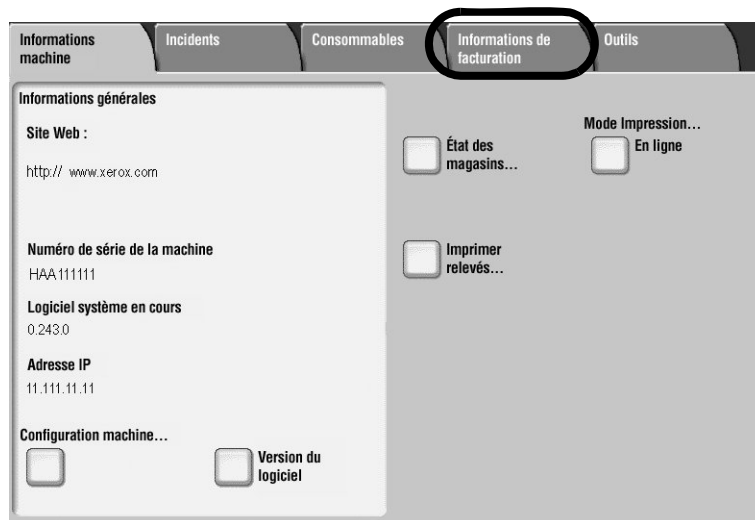 Informations
machine
Incidents
Consommables
Informations de
facturation
Outils
Informations générales
Site Web :
http:// www.xerox.com
Numéro de série de la machine
HAA111111
Logiciel système en cours
0.243.0
Adresse IP
11.111.11.11
Configuration machine...
Version du
logiciel
État des
magasins...
Mode Impression...
En ligne
Imprimer
relevés...